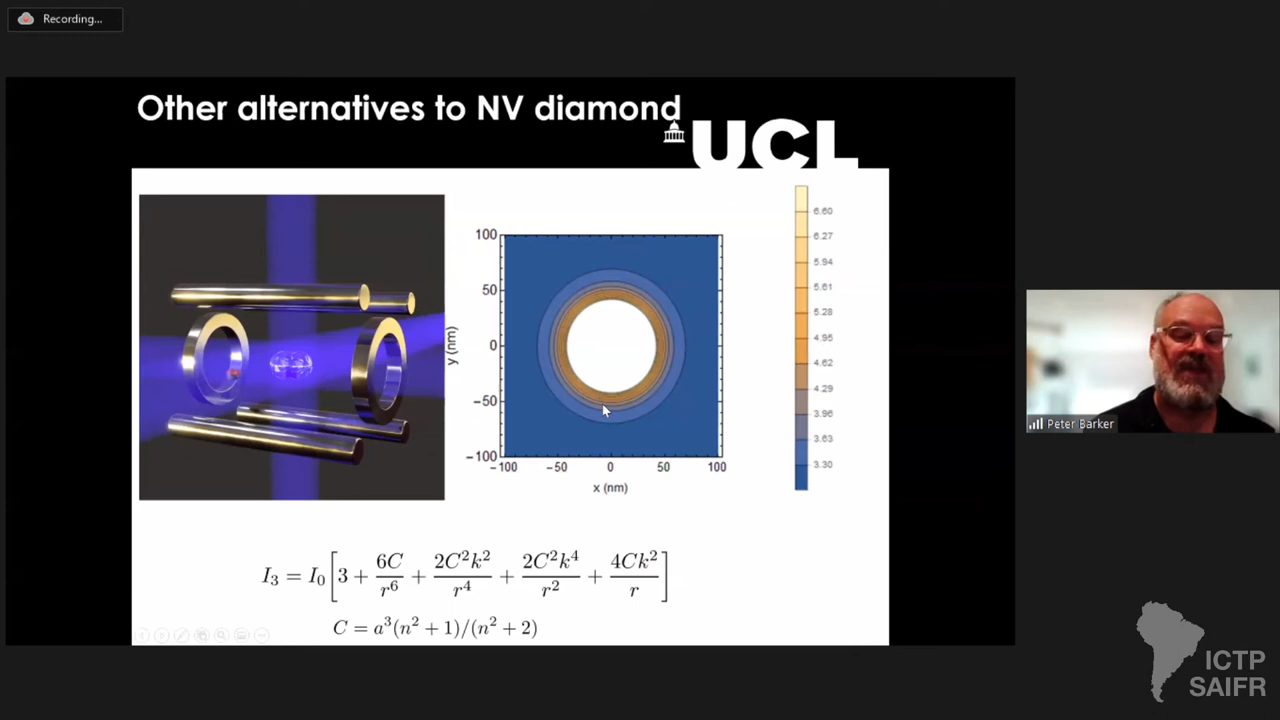 Recording...
Other alternatives to NV diamond
UCL
100
50
0
−50
−100
y (nm)
−100 −50 0 50 100
x (nm)
6.60
6.27
5.94
5.61
5.28
4.95
4.62
4.29
3.96
3.63
3.30
I₃ = I₀[3 + 6C/r⁶ + 2C²k²/r⁴ + 2C²k⁴/r² + 4Ck²/r]
C = a³(n² + 1)/(n² + 2)
Peter Barker
ICTP
SAIFR